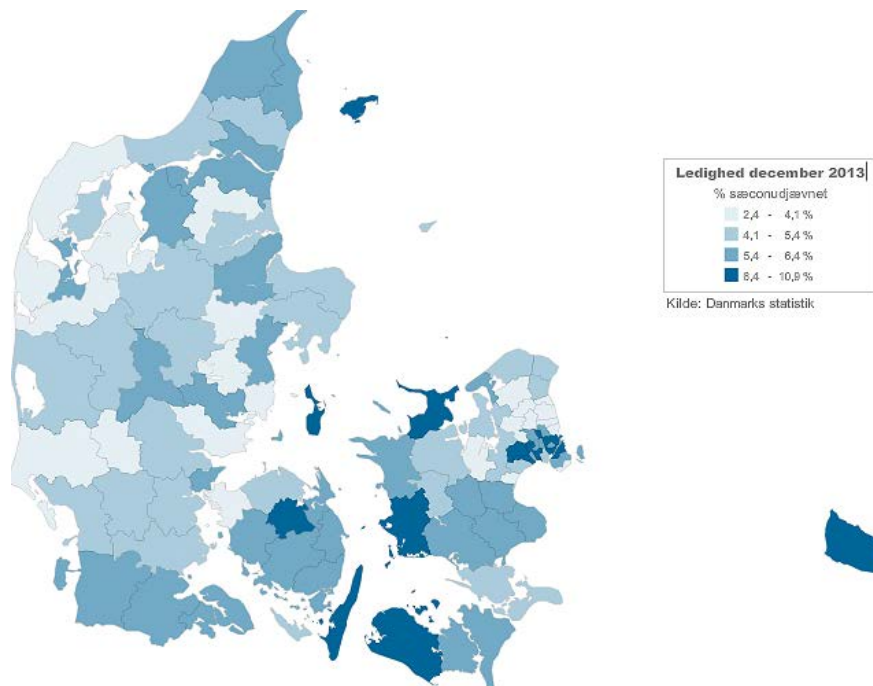 Ledighed december 2013
% sæconudjævnet
2,4 - 4,1 %
4,1 - 5,4 %
5,4 - 6,4 %
6,4 - 10,9 %
Kilde: Danmarks statistik